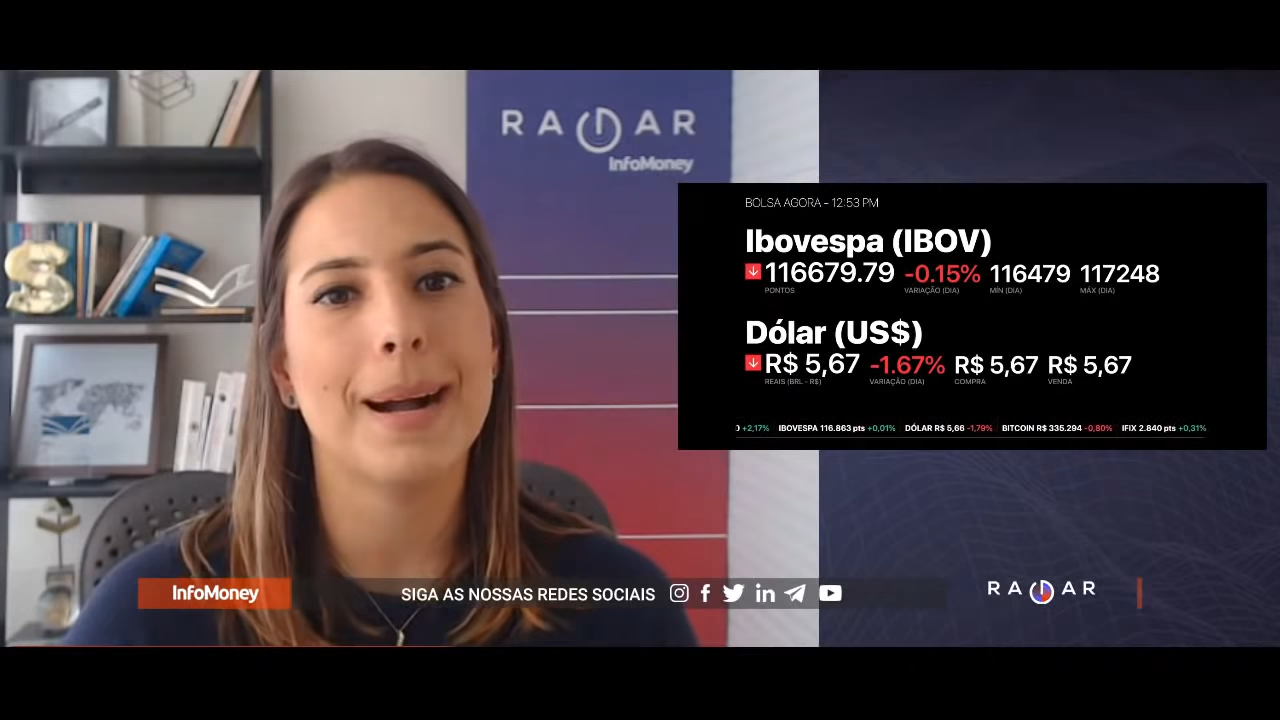 RADAR
InfoMoney
BOLSA AGORA - 12:53 PM
Ibovespa (IBOV)
116679.79 -0.15% 116479 117248
PONTOS VARIAÇÃO (DIA) MÍN (DIA) MÁX (DIA)
Dólar (US$)
R$ 5,67 -1.67% R$ 5,67 R$ 5,67
REAIS (BRL - R$) VARIAÇÃO (DIA) COMPRA VENDA
+2,17% IBOVESPA 116.863 pts +0,01% DÓLAR R$ 5,66 -1,79% BITCOIN R$ 335.294 -0,80% IFIX 2.840 pts +0,31%
InfoMoney SIGA AS NOSSAS REDES SOCIAIS RADAR